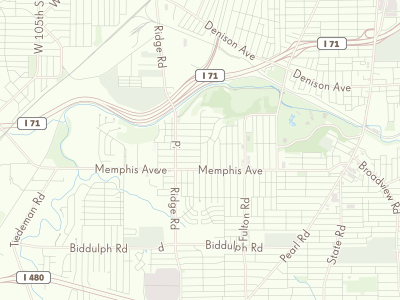 W 105th S
W
Ridge Rd
Denison Ave
I 71
I 71
Denison Ave
I 71
P
Memphis Ave
ve
Memphis Ave
Broadview Rd
Tiedeman Rd
Ridge Rd
Fulton Rd
Biddulph Rd
d
Biddulph Rd
Pearl Rd
State Rd
I 480